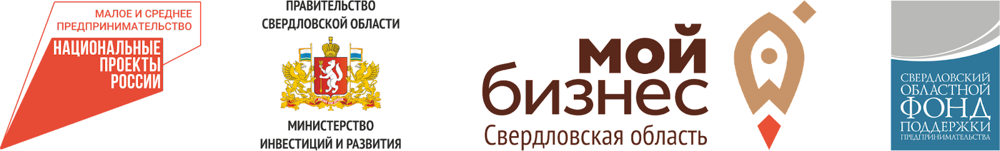 МАЛОЕ И СРЕДНЕЕ
ПРЕДПРИНИМАТЕЛЬСТВО
НАЦИОНАЛЬНЫЕ
ПРОЕКТЫ
РОССИИ
ПРАВИТЕЛЬСТВО
СВЕРДЛОВСКОЙ ОБЛАСТИ
МИНИСТЕРСТВО
ИНВЕСТИЦИЙ И РАЗВИТИЯ
мой
бизнес
Свердловская область
СВЕРДЛОВСКИЙ
ОБЛАСТНОЙ
ФОНД
ПОДДЕРЖКИ
ПРЕДПРИНИМАТЕЛЬСТВА